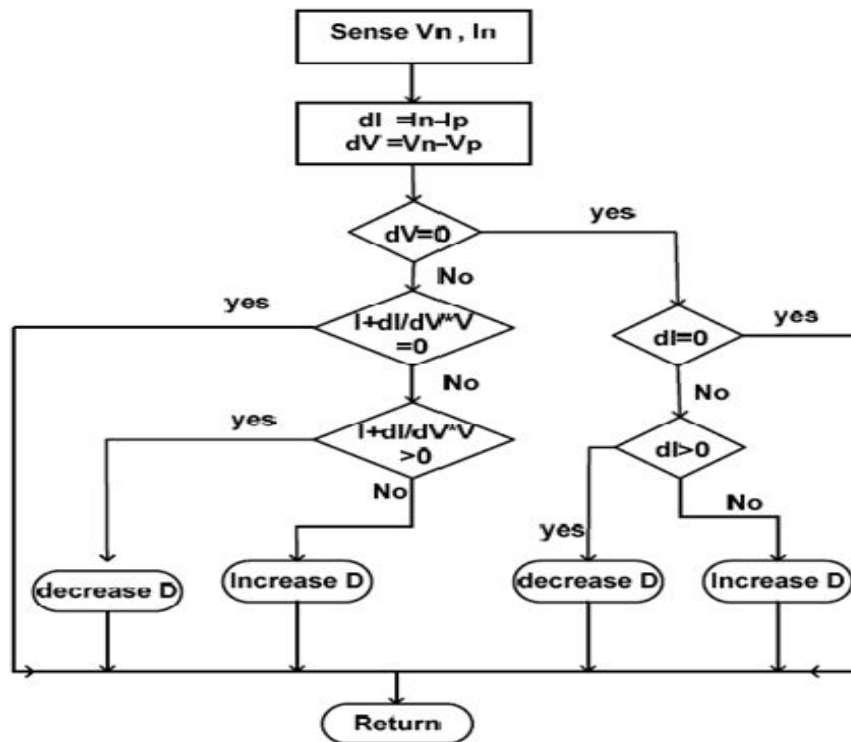 Sense Vn , In
dI =In-Ip
dV =Vn-Vp
dV=0
yes
No
yes
I+dI/dV*V
=0
dI=0
yes
No
No
yes
I+dI/dV*V
>0
dI>0
No
No
yes
decrease D
Increase D
decrease D
Increase D
Return